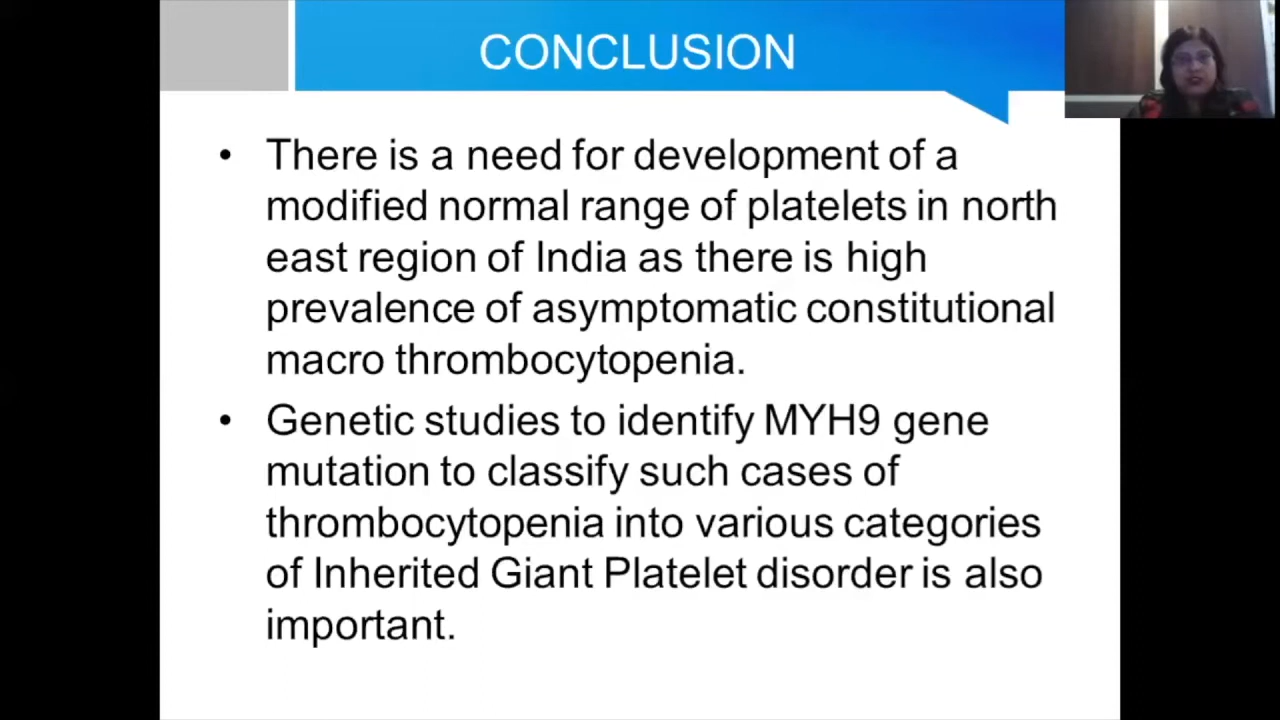 CONCLUSION
• There is a need for development of a
modified normal range of platelets in north
east region of India as there is high
prevalence of asymptomatic constitutional
macro thrombocytopenia.
• Genetic studies to identify MYH9 gene
mutation to classify such cases of
thrombocytopenia into various categories
of Inherited Giant Platelet disorder is also
important.